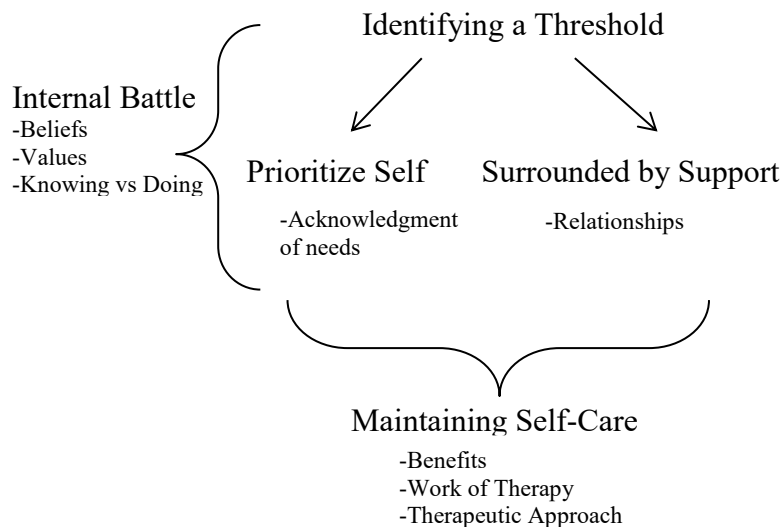 Identifying a Threshold
Internal Battle
-Beliefs
-Values
-Knowing vs Doing
Prioritize Self
-Acknowledgment
of needs
Surrounded by Support
-Relationships
Maintaining Self-Care
-Benefits
-Work of Therapy
-Therapeutic Approach